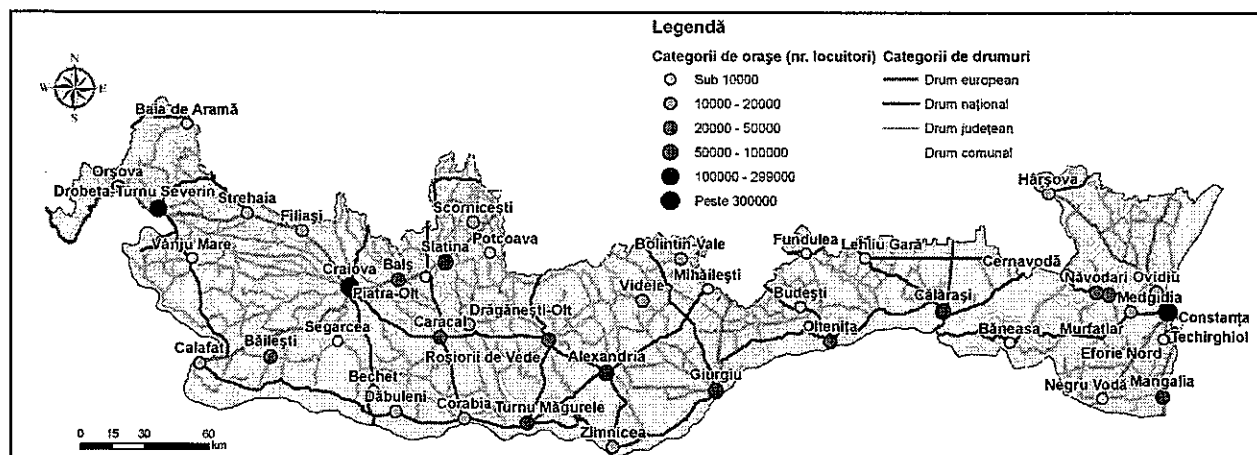 Legendă
Categorii de orașe (nr. locuitori)
Sub 10000
10000 - 20000
20000 - 50000
50000 - 100000
100000 - 299000
Peste 300000
Categorii de drumuri
Drum european
Drum național
Drum județean
Drum comunal
N
W E
S
Baia de Aramă
Orșova
Drobeta-Turnu Severin
Strehaia
Filiași
Vânju Mare
Craiova
Balș
Piatra-Olt
Slatina
Scornicești
Potcoava
Drăgănești-Olt
Caracal
Segarcea
Băilești
Calafat
Bechet
Dăbuleni
Corabia
Roșiorii de Vede
Turnu Măgurele
Alexandria
Zimnicea
Videle
Bolintin-Vale
Mihăilești
Giurgiu
Fundulea
Budești
Oltenița
Lehliu Gară
Călărași
Cernavodă
Băneasa
Hârșova
Năvodari
Ovidiu
Medgidia
Murfatlar
Constanța
Techirghiol
Eforie Nord
Negru Vodă
Mangalia
0 15 30 60
km